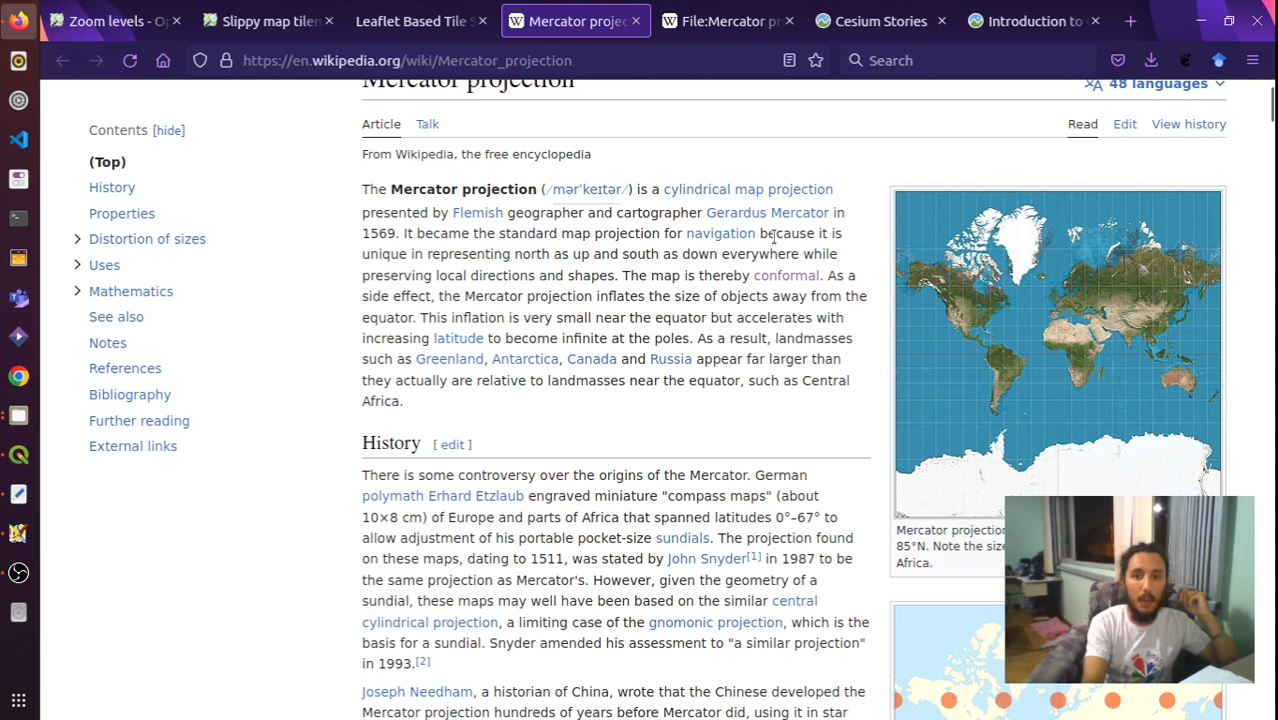 Zoom levels - Op
Slippy map tilen
Leaflet Based Tile S
Mercator projec
File:Mercator pr
Cesium Stories
Introduction to
https://en.wikipedia.org/wiki/Mercator_projection
Search
Mercator projection
48 languages
Contents [hide]
(Top)
History
Properties
Distortion of sizes
Uses
Mathematics
See also
Notes
References
Bibliography
Further reading
External links
Article Talk
Read Edit View history
From Wikipedia, the free encyclopedia
The Mercator projection (/mərˈkeɪtər/) is a cylindrical map projection
presented by Flemish geographer and cartographer Gerardus Mercator in
1569. It became the standard map projection for navigation because it is
unique in representing north as up and south as down everywhere while
preserving local directions and shapes. The map is thereby conformal. As a
side effect, the Mercator projection inflates the size of objects away from the
equator. This inflation is very small near the equator but accelerates with
increasing latitude to become infinite at the poles. As a result, landmasses
such as Greenland, Antarctica, Canada and Russia appear far larger than
they actually are relative to landmasses near the equator, such as Central
Africa.
History [ edit ]
There is some controversy over the origins of the Mercator. German
polymath Erhard Etzlaub engraved miniature "compass maps" (about
10×8 cm) of Europe and parts of Africa that spanned latitudes 0°–67° to
allow adjustment of his portable pocket-size sundials. The projection found
on these maps, dating to 1511, was stated by John Snyder[1] in 1987 to be
the same projection as Mercator's. However, given the geometry of a
sundial, these maps may well have been based on the similar central
cylindrical projection, a limiting case of the gnomonic projection, which is the
basis for a sundial. Snyder amended his assessment to "a similar projection"
in 1993.[2]
Joseph Needham, a historian of China, wrote that the Chinese developed the
Mercator projection hundreds of years before Mercator did, using it in star
Mercator projection
85°N. Note the size
Africa.